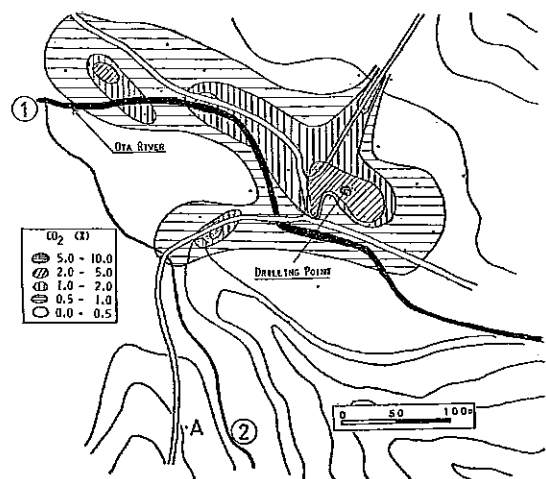 ①
OTA RIVER
CO2 (%)
5.0 - 10.0
2.0 - 5.0
1.0 - 2.0
0.5 - 1.0
0.0 - 0.5
DRILLING POINT
A
②
0 50 100m